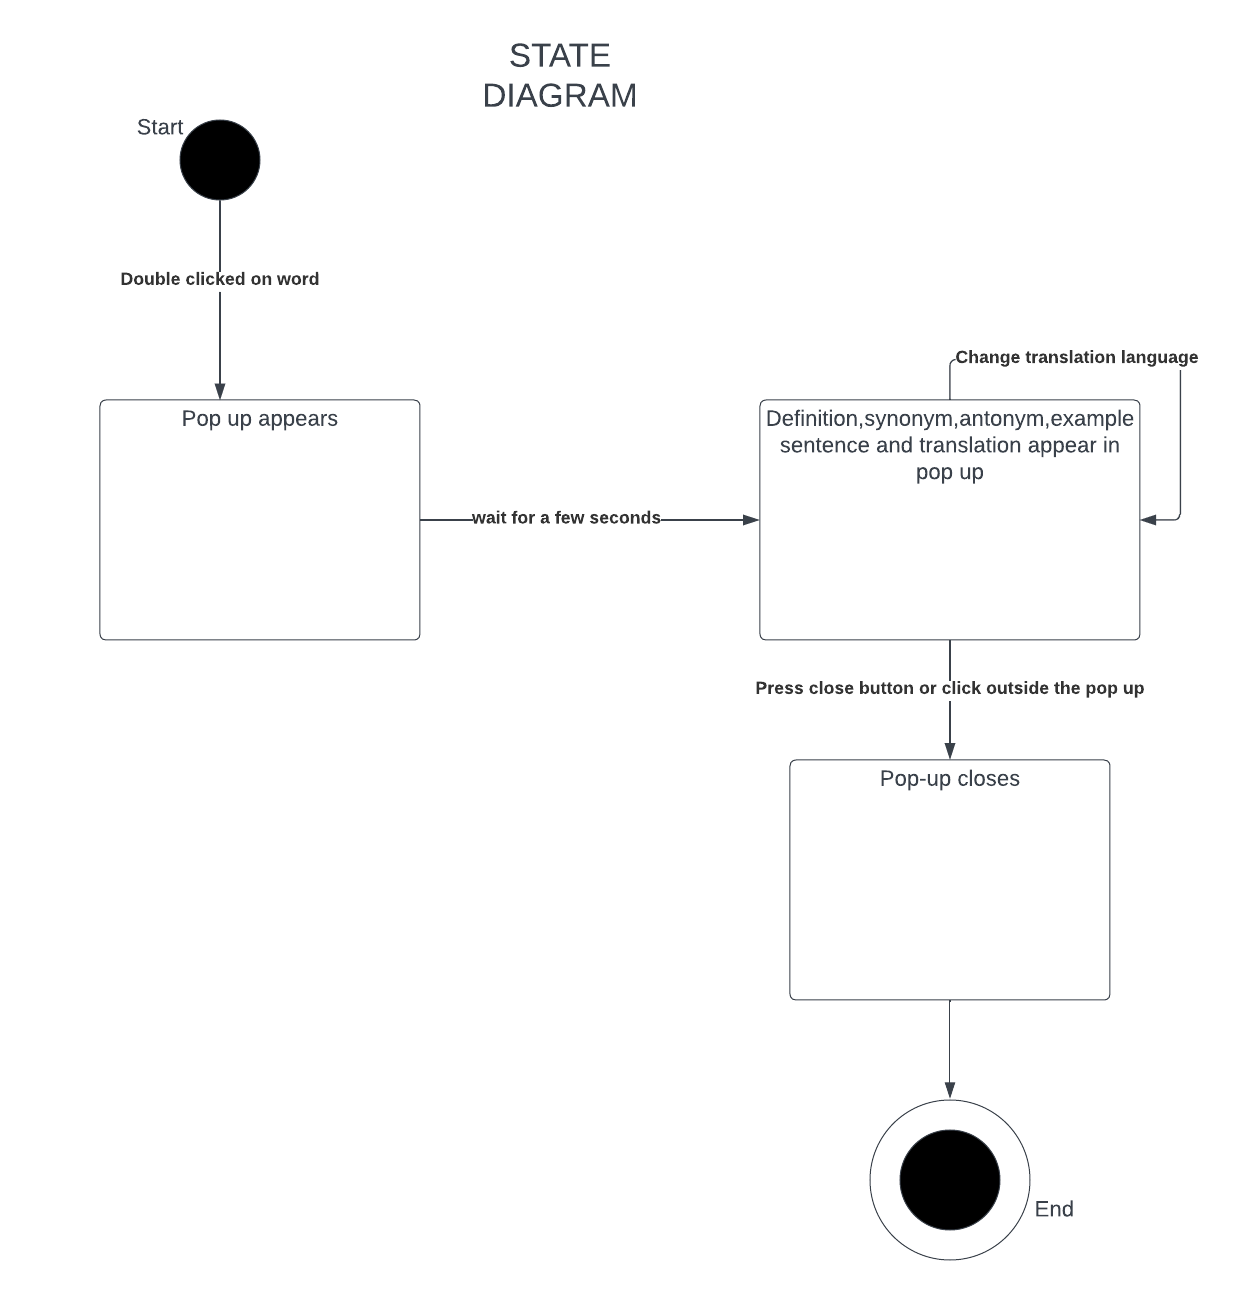 STATE
DIAGRAM
Start
Double clicked on word
Change translation language
Pop up appears
Definition,synonym,antonym,example
sentence and translation appear in
pop up
wait for a few seconds
Press close button or click outside the pop up
Pop-up closes
End